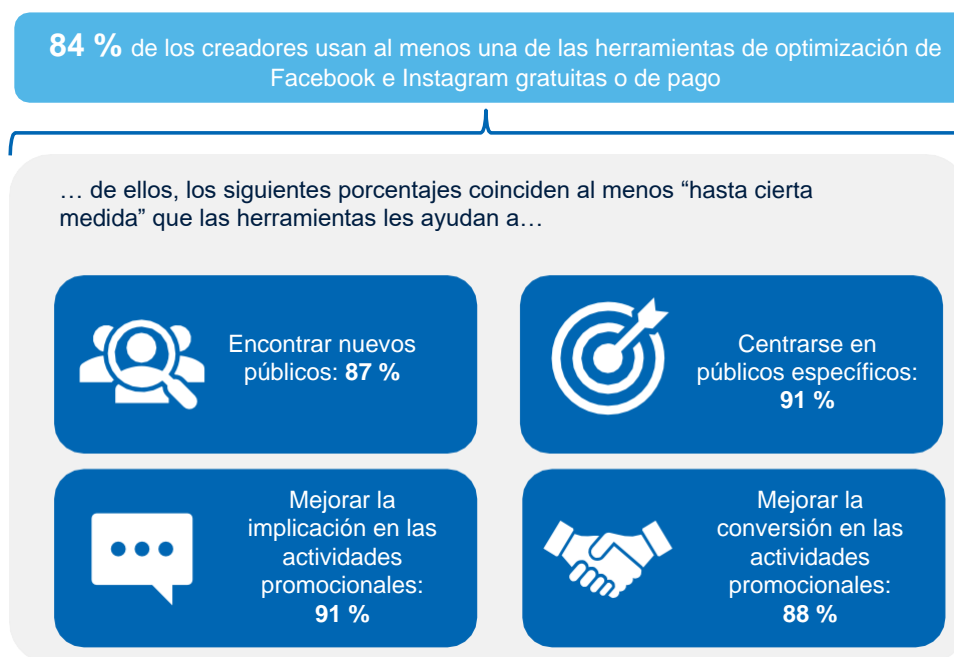 84 % de los creadores usan al menos una de las herramientas de optimización de
Facebook e Instagram gratuitas o de pago
… de ellos, los siguientes porcentajes coinciden al menos “hasta cierta
medida” que las herramientas les ayudan a…
Encontrar nuevos
públicos: 87 %
Centrarse en
públicos específicos:
91 %
Mejorar la
implicación en las
actividades
promocionales:
91 %
Mejorar la
conversión en las
actividades
promocionales:
88 %